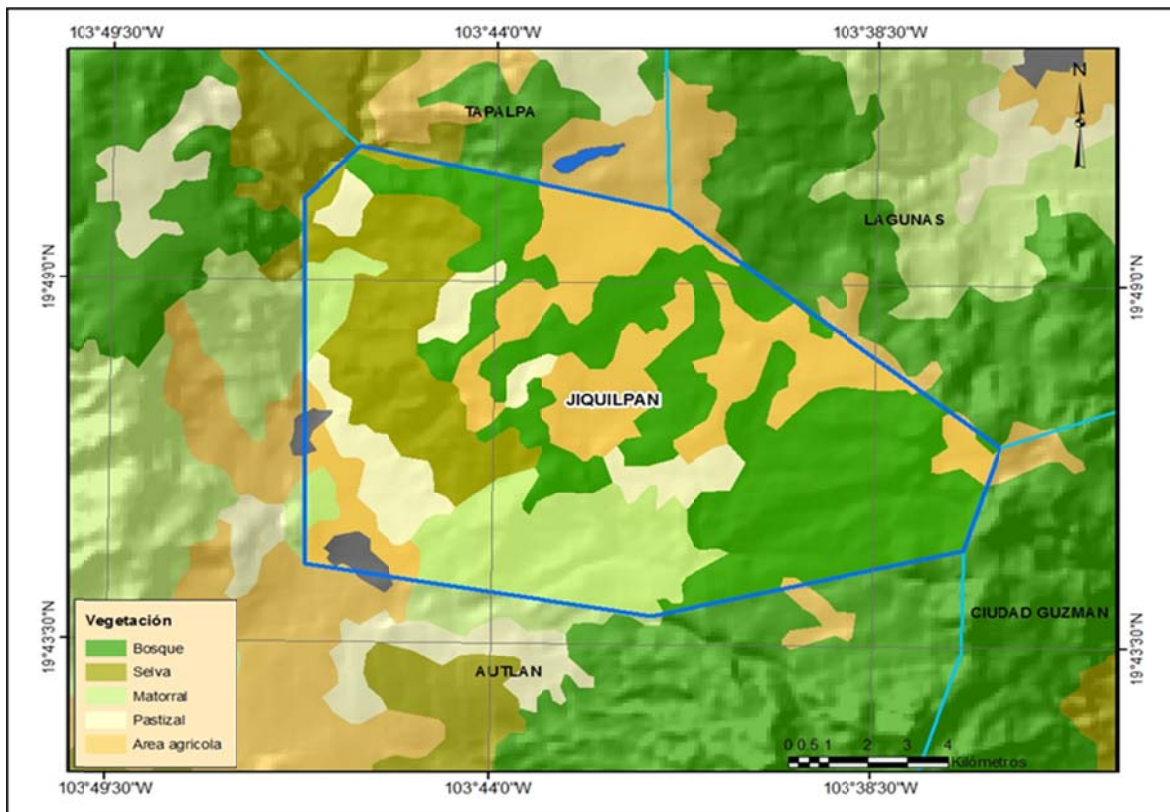 103°49'30"W 103°44'0"W 103°38'30"W
N
TAPALPA
LAGUNAS
19°49'0"N 19°49'0"N
JIQUILPAN
Vegetación
Bosque
Selva
Matorral
Pastizal
Área agrícola
CIUDAD GUZMAN
19°43'30"N 19°43'30"N
AUTLAN
0 0.5 1 2 3 4
Kilómetros
103°49'30"W 103°44'0"W 103°38'30"W